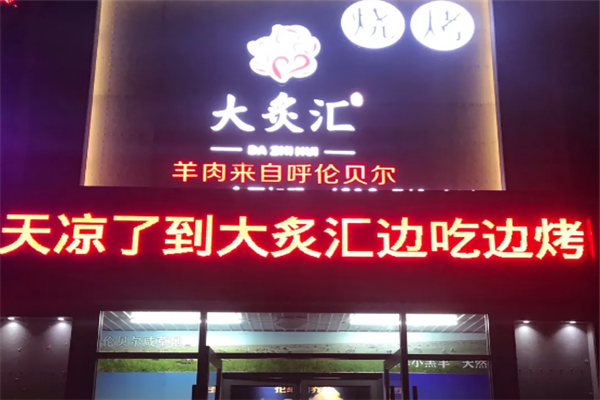 烧烤
大炙汇
DA ZHI HUI
羊肉来自呼伦贝尔
天凉了到大炙汇边吃边烤